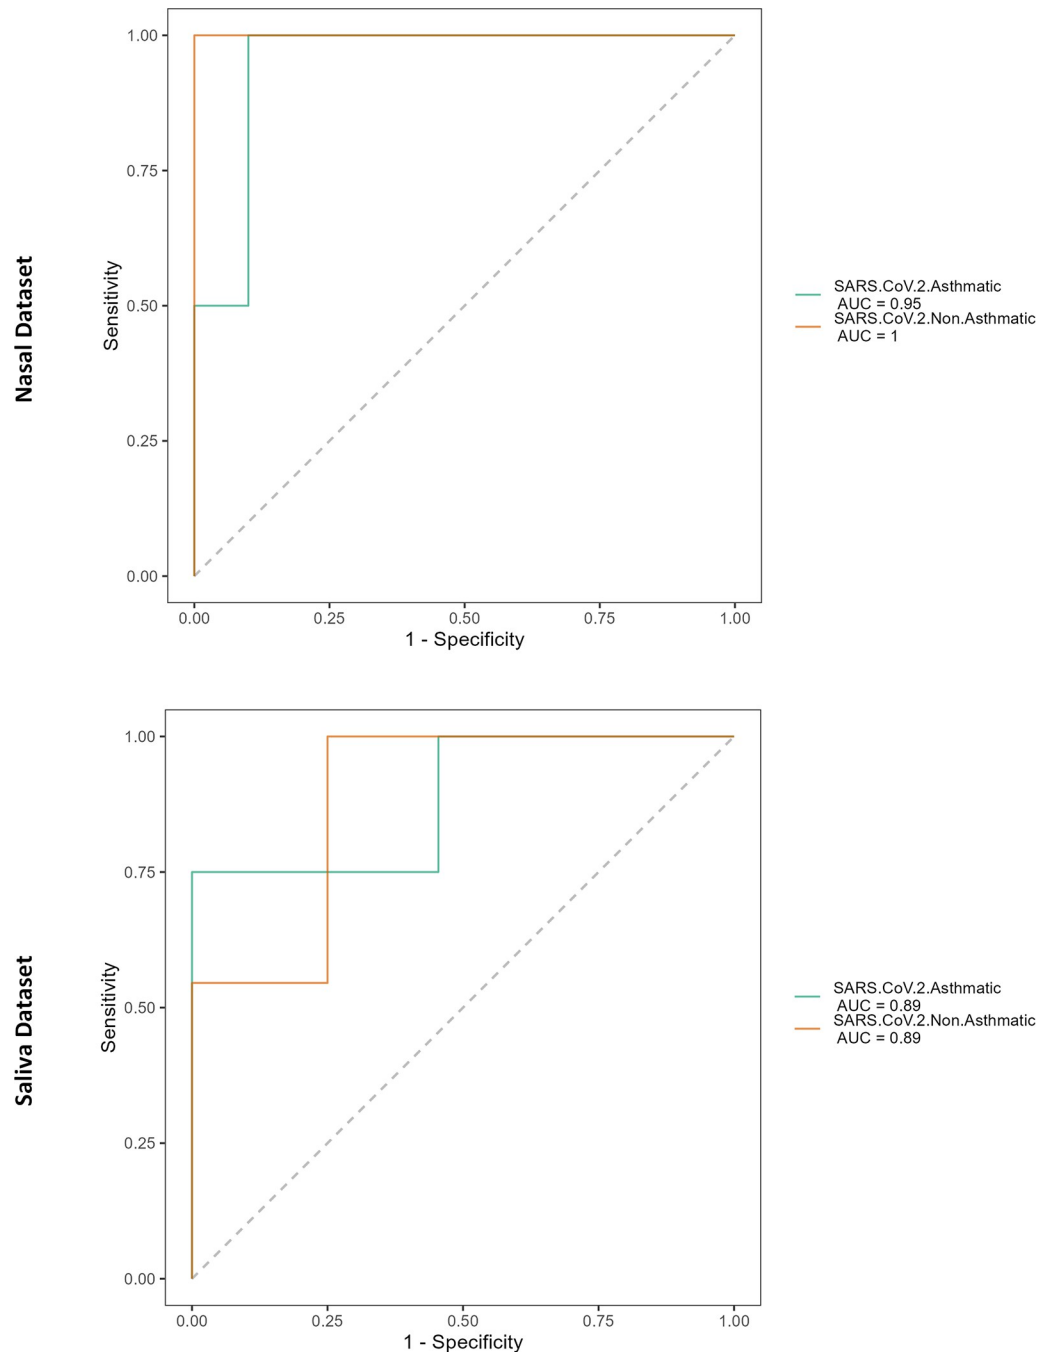 Nasal Dataset
Sensitivity
1.00
0.75
0.50
0.25
0.00
0.00 0.25 0.50 0.75 1.00
1 - Specificity
SARS.CoV.2.Asthmatic
AUC = 0.95
SARS.CoV.2.Non.Asthmatic
AUC = 1
Saliva Dataset
Sensitivity
1.00
0.75
0.50
0.25
0.00
0.00 0.25 0.50 0.75 1.00
1 - Specificity
SARS.CoV.2.Asthmatic
AUC = 0.89
SARS.CoV.2.Non.Asthmatic
AUC = 0.89